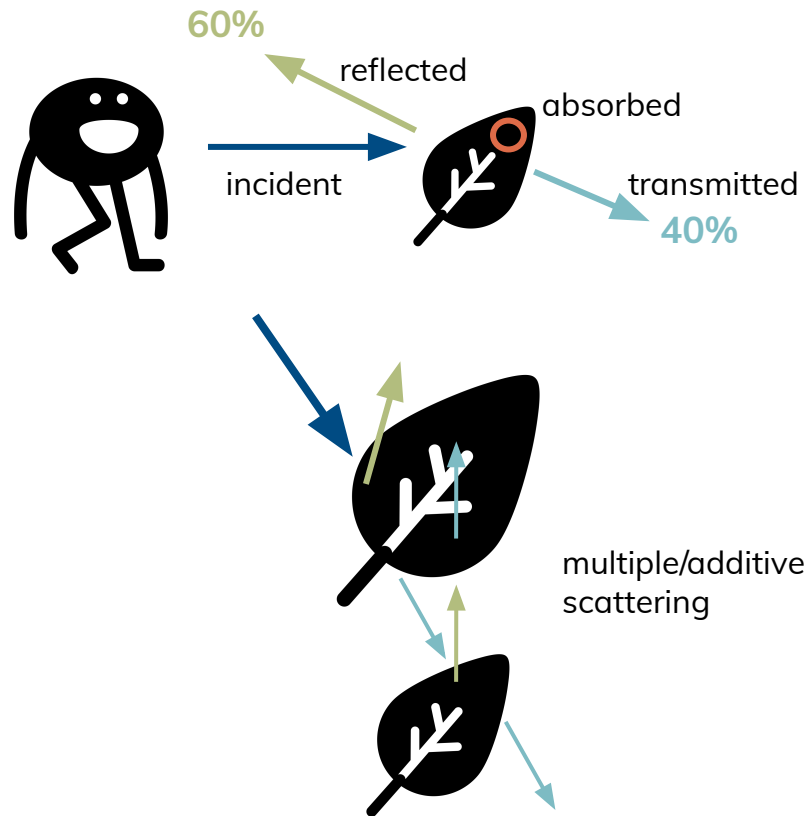 60%
reflected
absorbed
incident
transmitted
40%
multiple/additive
scattering